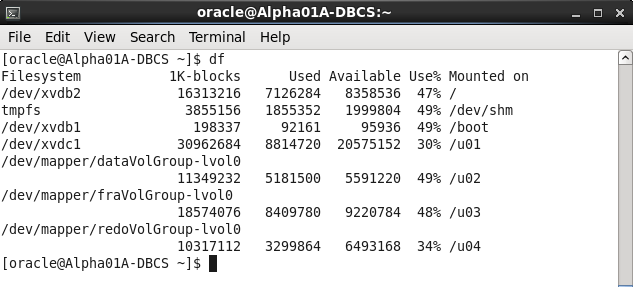 oracle@Alpha01A-DBCS:~
File Edit View Search Terminal Help
[oracle@Alpha01A-DBCS ~]$ df
Filesystem           1K-blocks      Used Available Use% Mounted on
/dev/xvdb2            16313216   7126284   8358536  47% /
tmpfs                  3855156   1855352   1999804  49% /dev/shm
/dev/xvdb1              198337     92161     95936  49% /boot
/dev/xvdc1            30962684   8814720  20575152  30% /u01
/dev/mapper/dataVolGroup-lvol0
                      11349232   5181500   5591220  49% /u02
/dev/mapper/fraVolGroup-lvol0
                      18574076   8409780   9220784  48% /u03
/dev/mapper/redoVolGroup-lvol0
                      10317112   3299864   6493168  34% /u04
[oracle@Alpha01A-DBCS ~]$